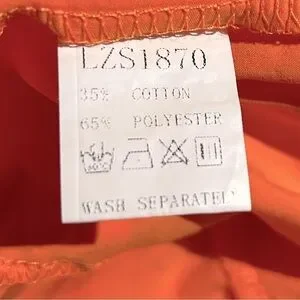 LZS1870
35% COTTON
65% POLYESTER
WASH SEPARATELY